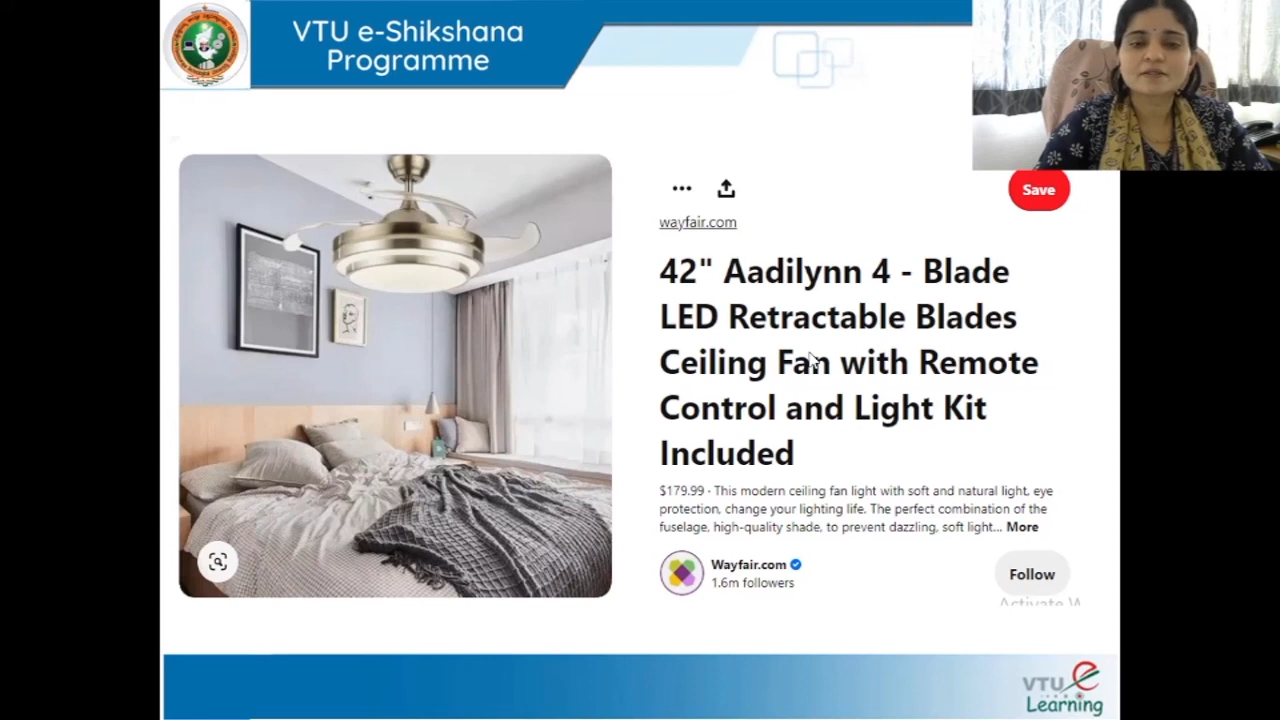 VTU e-Shikshana
Programme
Save
wayfair.com
42" Aadilynn 4 - Blade
LED Retractable Blades
Ceiling Fan with Remote
Control and Light Kit
Included
$179.99 · This modern ceiling fan light with soft and natural light, eye
protection, change your lighting life. The perfect combination of the
fuselage, high-quality shade, to prevent dazzling, soft light... More
Wayfair.com
1.6m followers
Follow
Activate W
VTU e
Learning